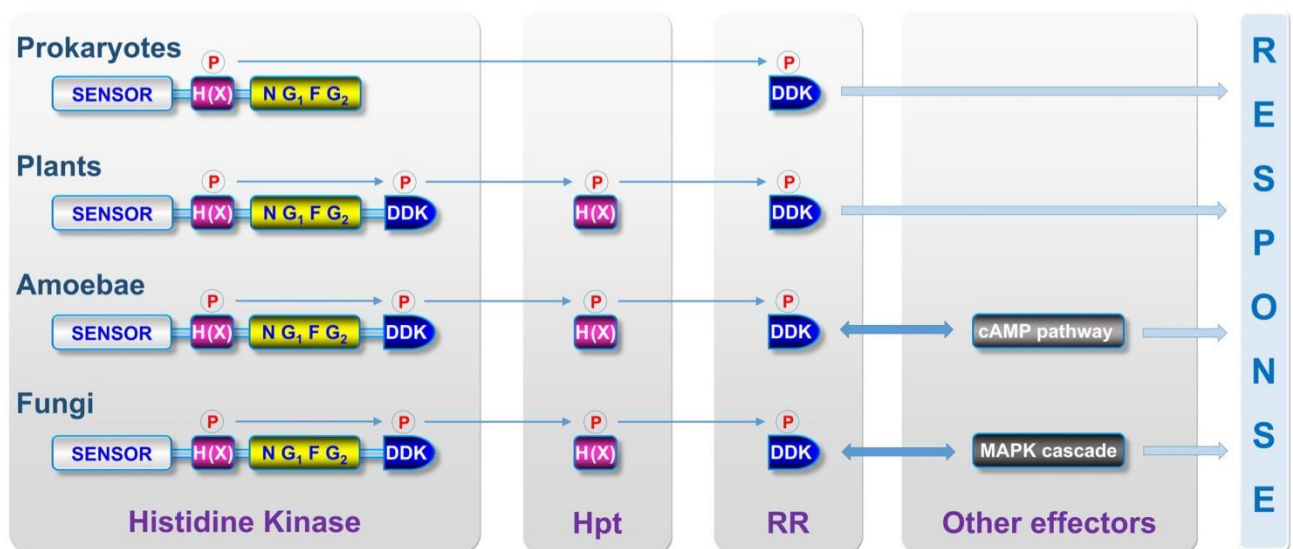 Prokaryotes
P P
SENSOR H(X) N G₁ F G₂ DDK
Plants
P P P P
SENSOR H(X) N G₁ F G₂ DDK H(X) DDK
Amoebae
P P P P
SENSOR H(X) N G₁ F G₂ DDK H(X) DDK cAMP pathway
Fungi
P P P P
SENSOR H(X) N G₁ F G₂ DDK H(X) DDK MAPK cascade
Histidine Kinase Hpt RR Other effectors
RESPONSE